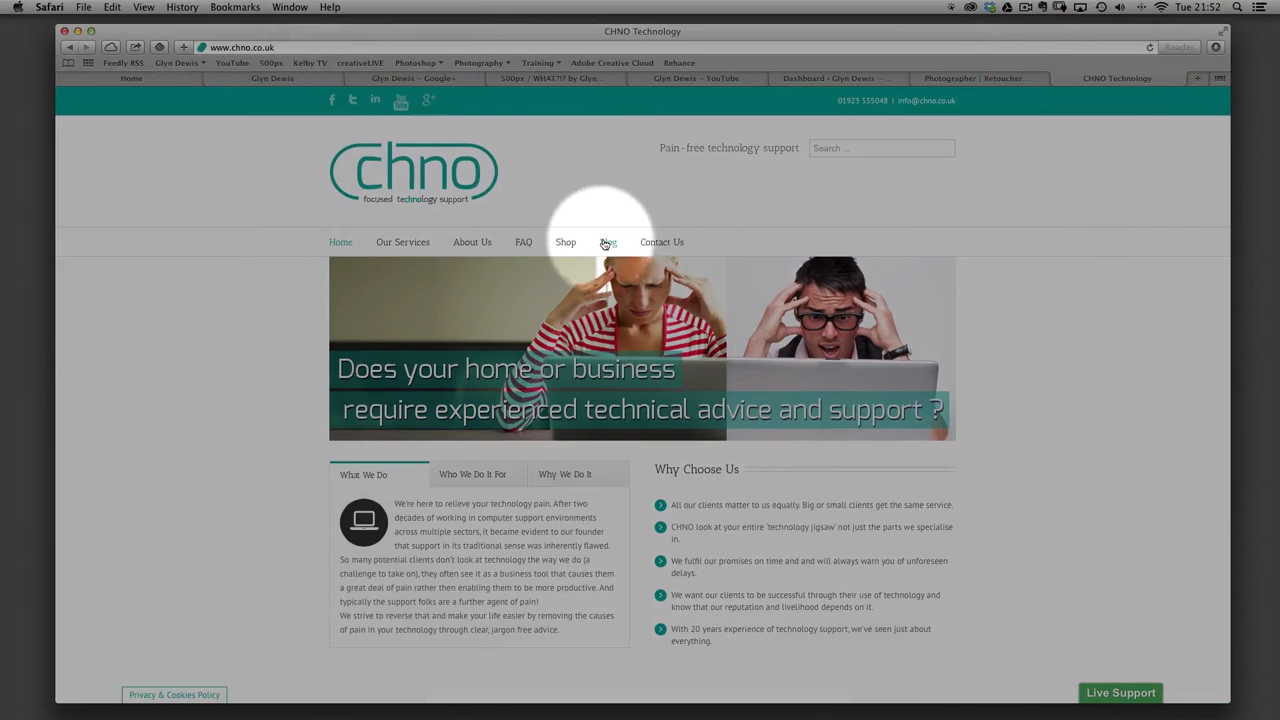 Safari File Edit View History Bookmarks Window Help Tue 21:52
CHNO Technology
www.chno.co.uk Reader
Feedly RSS Glyn Dewis YouTube 500px Kelby TV creativeLIVE Photoshop Photography Training Adobe Creative Cloud Behance
Home Glyn Dewis Glyn Dewis – Google+ 500px / WHAT?!? by Glyn... Glyn Dewis – YouTube Dashboard ‹ Glyn Dewis — ... Photographer | Retoucher... CHNO Technology
01923 555048 | info@chno.co.uk
chno
focused technology support
Pain-free technology support
Search ...
Home Our Services About Us FAQ Shop Blog Contact Us
Does your home or business
require experienced technical advice and support ?
What We Do Who We Do It For Why We Do It
We're here to relieve your technology pain. After two
decades of working in computer support environments
across multiple sectors, it became evident to our founder
that support in its traditional sense was inherently flawed.
So many potential clients don't look at technology the way we do (a
challenge to take on), they often see it as a business tool that causes them
a great deal of pain rather then enabling them to be more productive. And
typically the support folks are a further agent of pain!
We strive to reverse that and make your life easier by removing the causes
of pain in your technology through clear, jargon free advice.
Why Choose Us
All our clients matter to us equally. Big or small clients get the same service.
CHNO look at your entire 'technology jigsaw' not just the parts we specialise
in.
We fulfil our promises on time and and will always warn you of unforeseen
delays.
We want our clients to be successful through their use of technology and
know that our reputation and livelihood depends on it.
With 20 years experience of technology support, we've seen just about
everything.
Privacy & Cookies Policy
Live Support